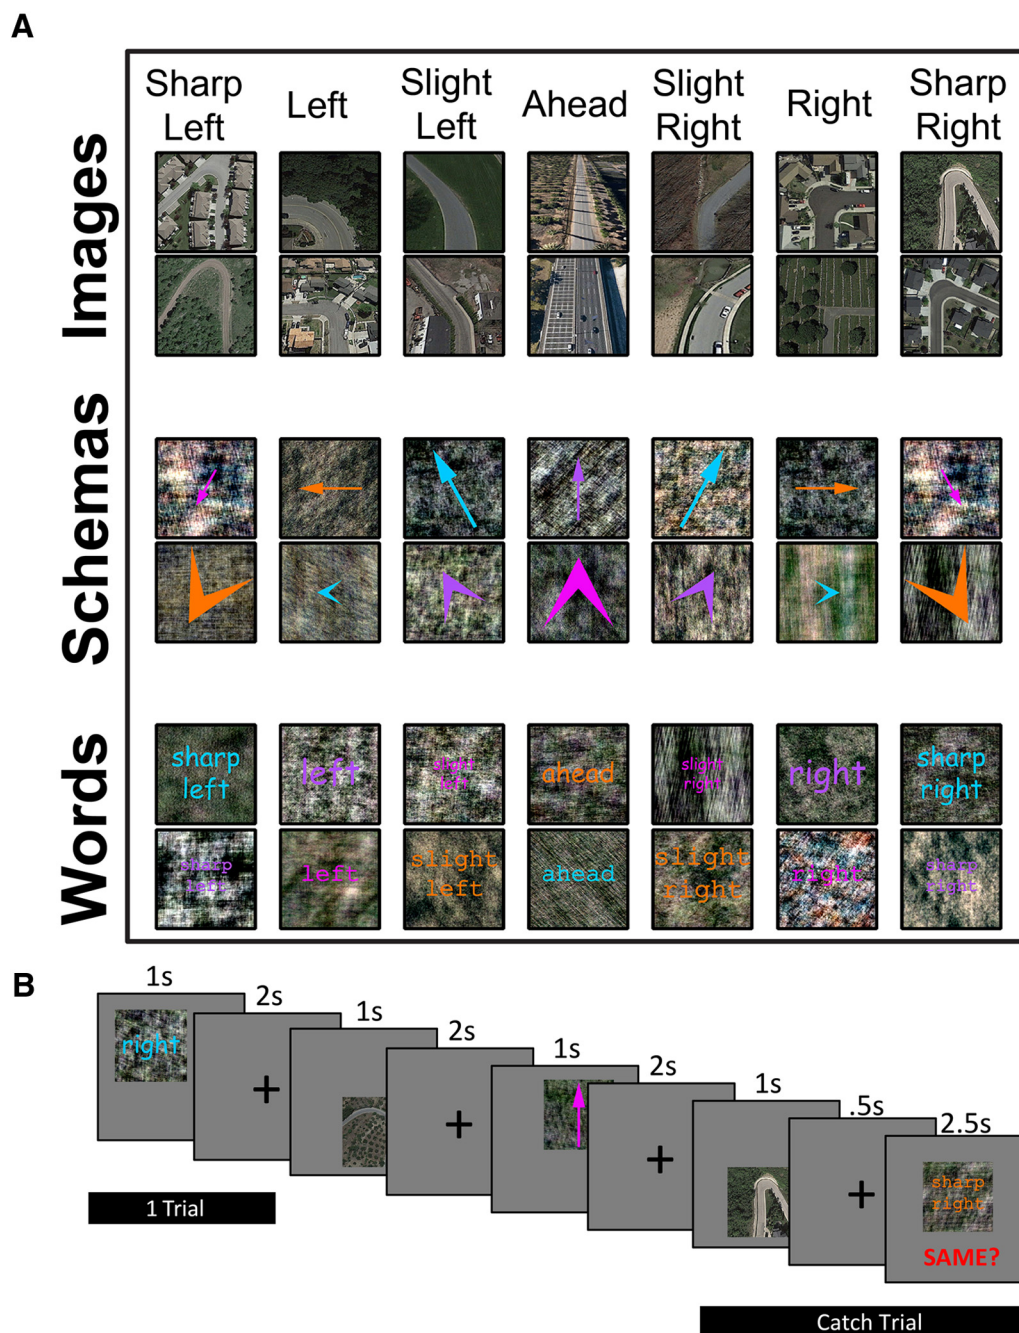 A
Sharp Left
Left
Slight Left
Ahead
Slight Right
Right
Sharp Right
Images
Schemas
Words
sharp left
left
slight left
ahead
slight right
right
sharp right
sharp left
left
slight left
ahead
slight right
right
sharp right
B
1s
2s
1s
2s
1s
2s
1s
.5s
2.5s
right
sharp right
SAME?
1 Trial
Catch Trial